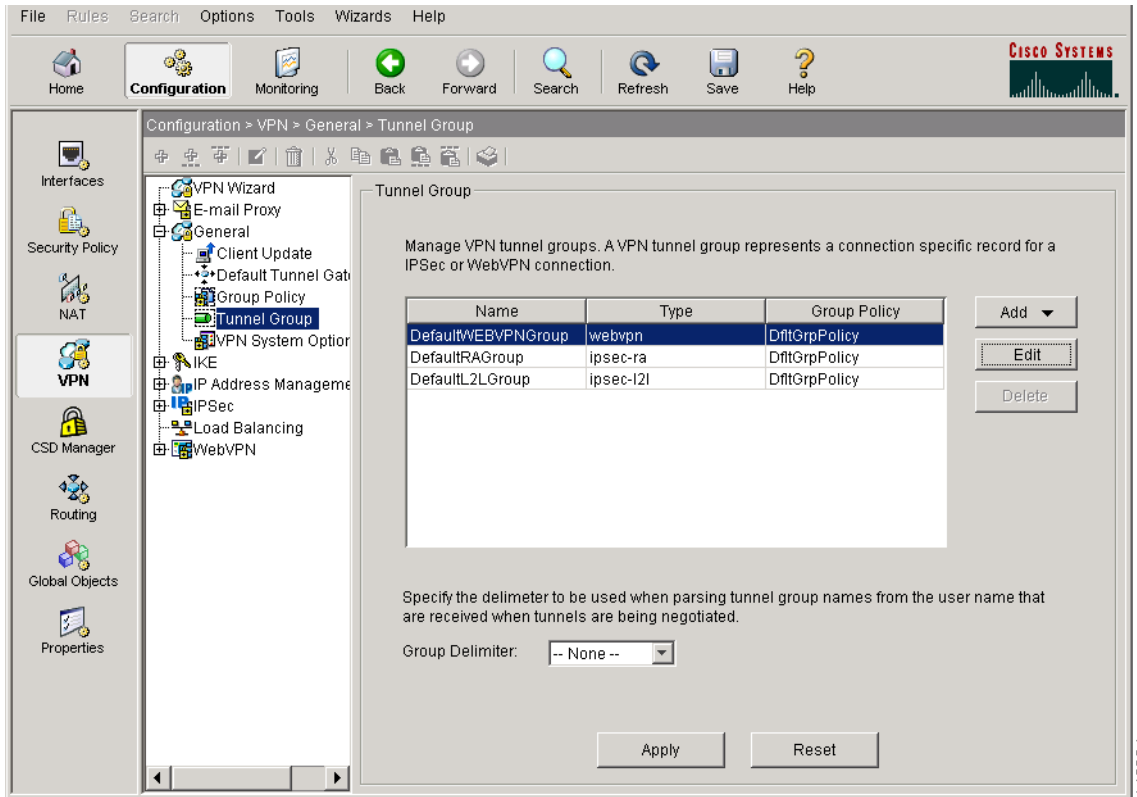 File Rules Search Options Tools Wizards Help
Home Configuration Monitoring Back Forward Search Refresh Save Help
CISCO SYSTEMS
Configuration > VPN > General > Tunnel Group
Interfaces
Security Policy
NAT
VPN
CSD Manager
Routing
Global Objects
Properties
VPN Wizard
E-mail Proxy
General
Client Update
Default Tunnel Gat
Group Policy
Tunnel Group
VPN System Option
IKE
IP Address Manageme
IPSec
Load Balancing
WebVPN
Tunnel Group
Manage VPN tunnel groups. A VPN tunnel group represents a connection specific record for a
IPSec or WebVPN connection.
Name Type Group Policy
DefaultWEBVPNGroup webvpn DfltGrpPolicy
DefaultRAGroup ipsec-ra DfltGrpPolicy
DefaultL2LGroup ipsec-l2l DfltGrpPolicy
Add
Edit
Delete
Specify the delimeter to be used when parsing tunnel group names from the user name that
are received when tunnels are being negotiated.
Group Delimiter: -- None --
Apply Reset